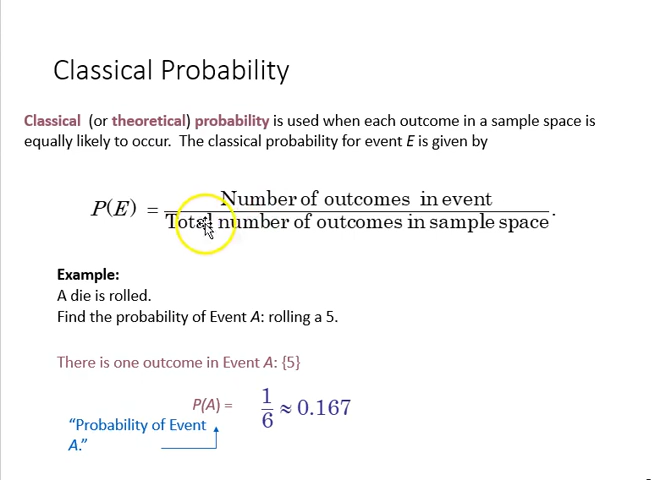 Classical Probability
Classical (or theoretical) probability is used when each outcome in a sample space is
equally likely to occur. The classical probability for event E is given by
P(E) = Number of outcomes in event
Total number of outcomes in sample space.
Example:
A die is rolled.
Find the probability of Event A: rolling a 5.
There is one outcome in Event A: {5}
P(A) = 1/6 ≈ 0.167
“Probability of Event
A.”